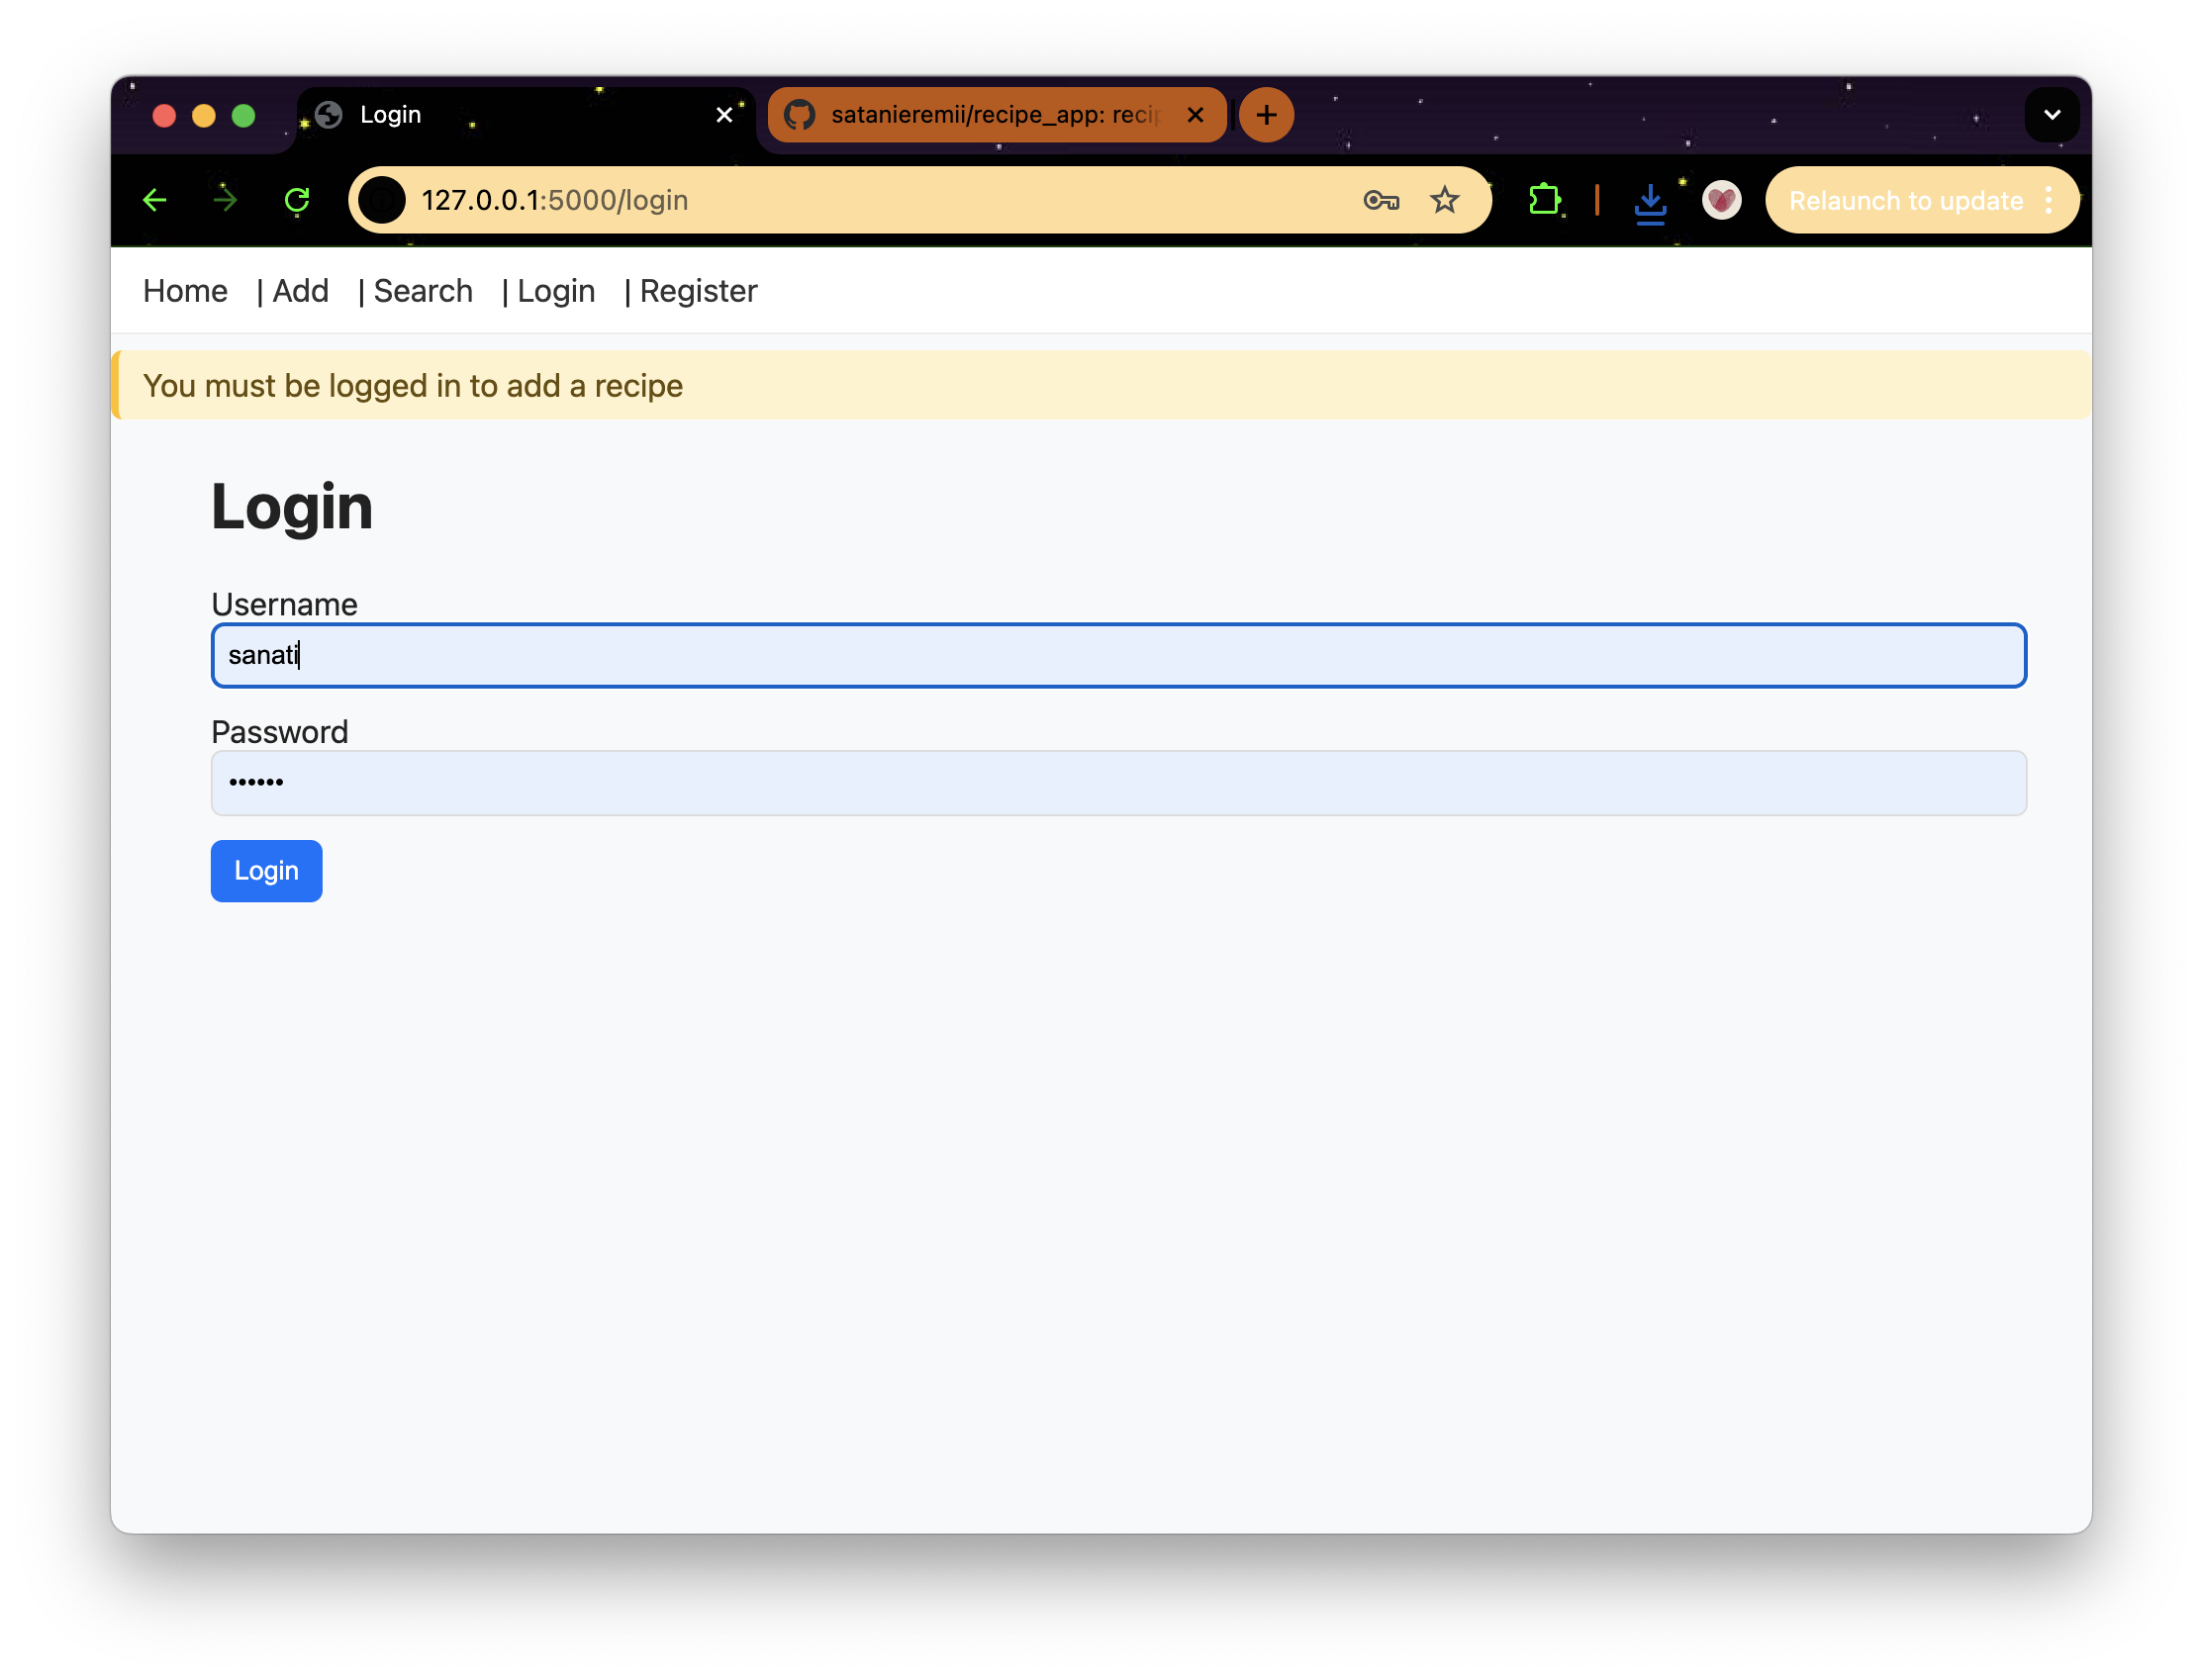 Login
satanieremii/recipe_app: recip
127.0.0.1:5000/login
Relaunch to update
Home | Add | Search | Login | Register
You must be logged in to add a recipe
Login
Username
sanati
Password
••••••
Login